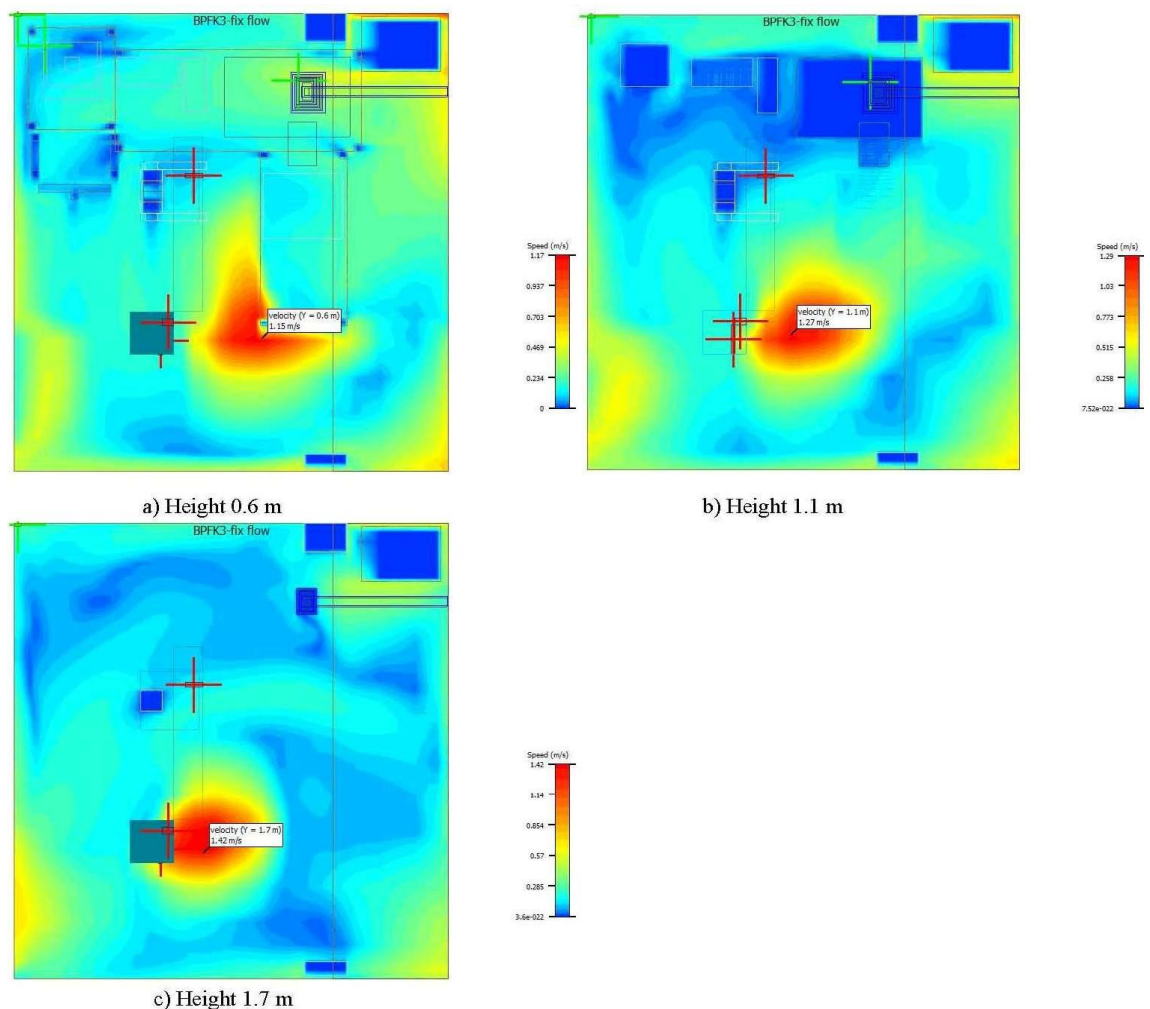 BPFK3-fix flow
Speed (m/s)
1.17
0.937
0.703
0.469
0.234
0
velocity (Y = 0.6 m)
1.15 m/s
a) Height 0.6 m
BPFK3-fix flow
Speed (m/s)
1.29
1.03
0.773
0.515
0.258
7.52e-022
velocity (Y = 1.1 m)
1.27 m/s
b) Height 1.1 m
BPFK3-fix flow
Speed (m/s)
1.42
1.14
0.854
0.57
0.285
3.6e-022
velocity (Y = 1.7 m)
1.42 m/s
c) Height 1.7 m